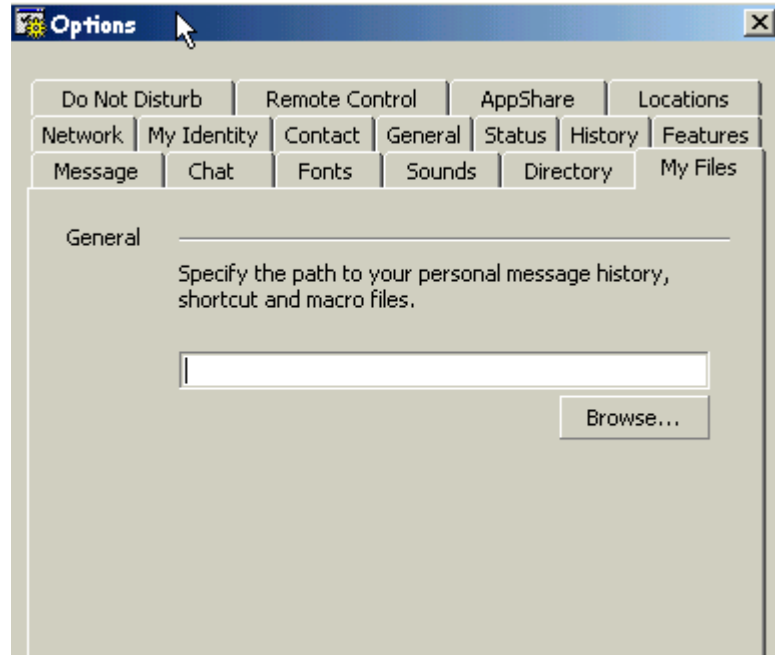 Options
Do Not Disturb Remote Control AppShare Locations
Network My Identity Contact General Status History Features
Message Chat Fonts Sounds Directory My Files
General
Specify the path to your personal message history,
shortcut and macro files.
Browse...